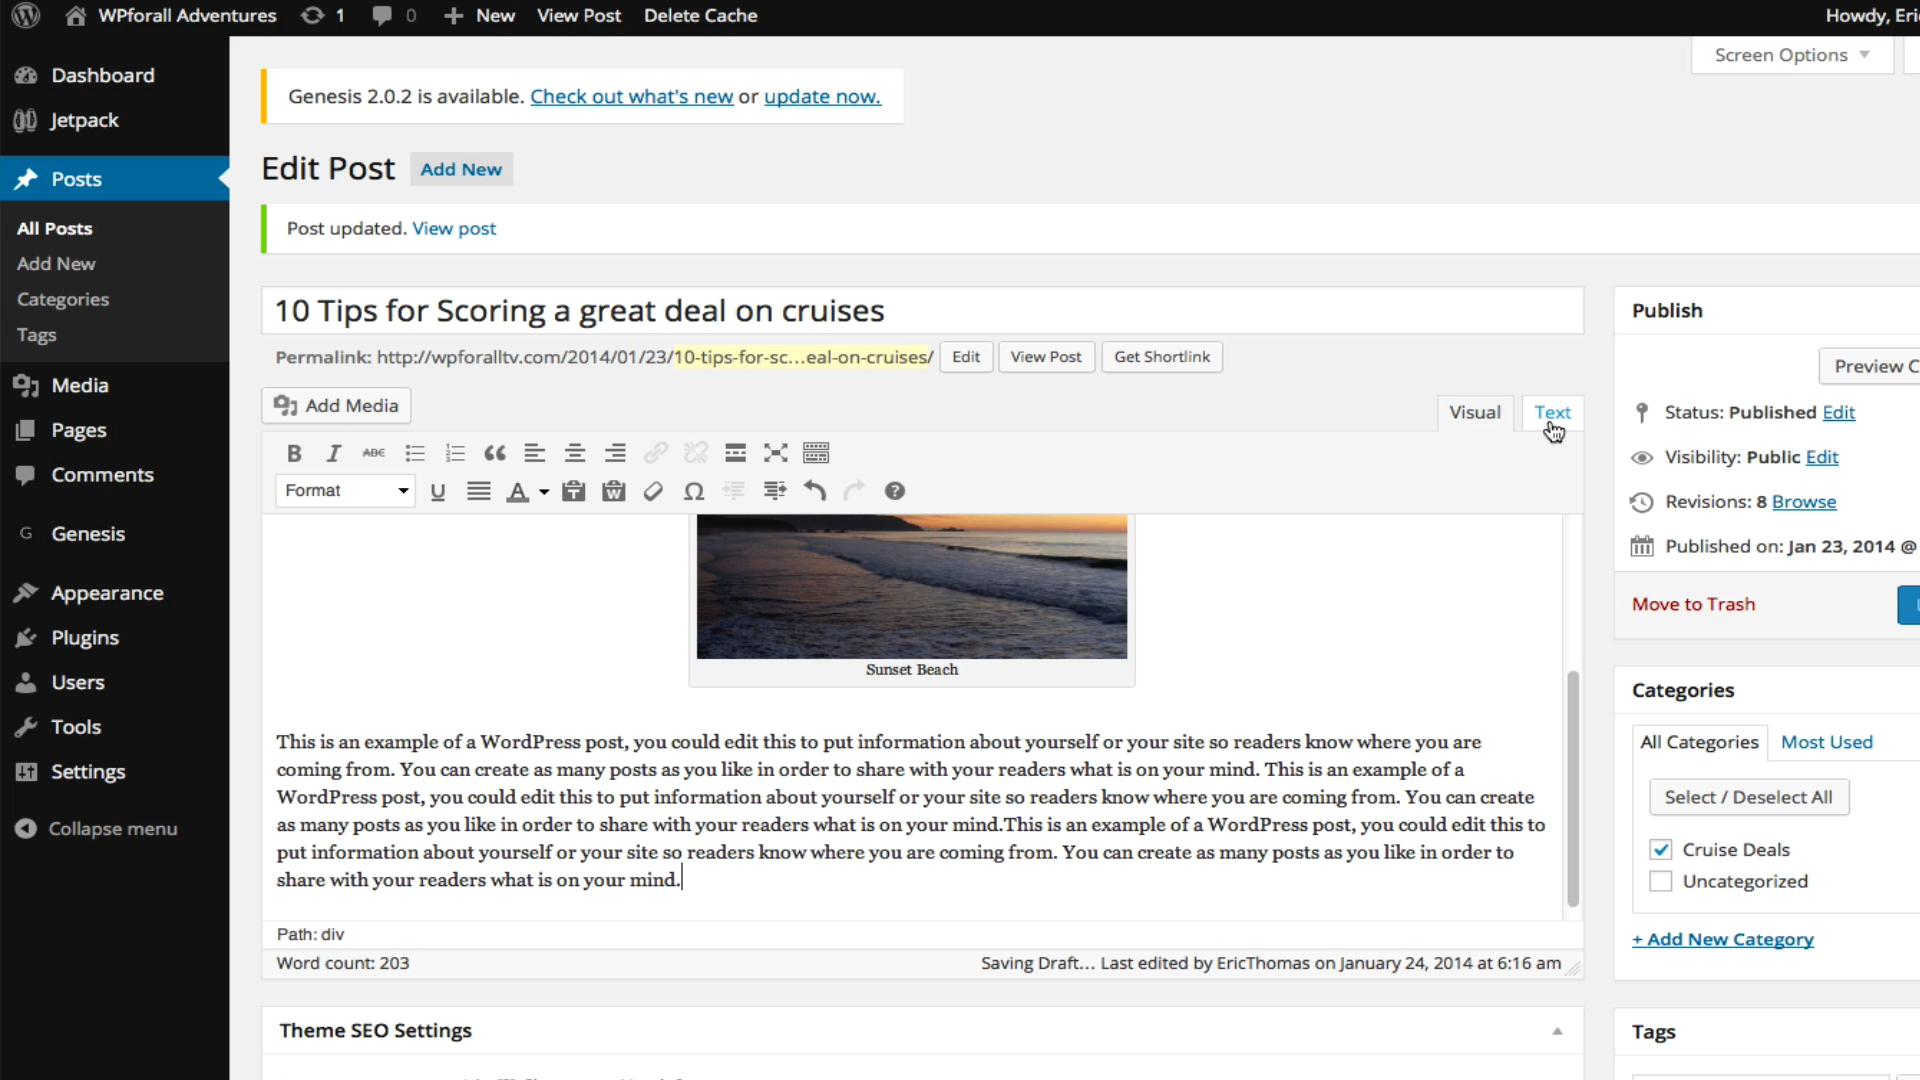 WPforall Adventures 1 0 New View Post Delete Cache Howdy, Eri
Screen Options
Dashboard
Jetpack
Posts
All Posts
Add New
Categories
Tags
Media
Pages
Comments
Genesis
Appearance
Plugins
Users
Tools
Settings
Collapse menu
Genesis 2.0.2 is available. Check out what's new or update now.
Edit Post Add New
Post updated. View post
10 Tips for Scoring a great deal on cruises
Permalink: http://wpforalltv.com/2014/01/23/10-tips-for-sc...eal-on-cruises/ Edit View Post Get Shortlink
Add Media
Visual Text
B I ABC
Format U A T W Ω ?
Sunset Beach
This is an example of a WordPress post, you could edit this to put information about yourself or your site so readers know where you are
coming from. You can create as many posts as you like in order to share with your readers what is on your mind. This is an example of a
WordPress post, you could edit this to put information about yourself or your site so readers know where you are coming from. You can create
as many posts as you like in order to share with your readers what is on your mind.This is an example of a WordPress post, you could edit this to
put information about yourself or your site so readers know where you are coming from. You can create as many posts as you like in order to
share with your readers what is on your mind.
Path: div
Word count: 203
Saving Draft... Last edited by EricThomas on January 24, 2014 at 6:16 am
Theme SEO Settings
Publish
Preview C
Status: Published Edit
Visibility: Public Edit
Revisions: 8 Browse
Published on: Jan 23, 2014 @
Move to Trash
Categories
All Categories Most Used
Select / Deselect All
Cruise Deals
Uncategorized
+ Add New Category
Tags